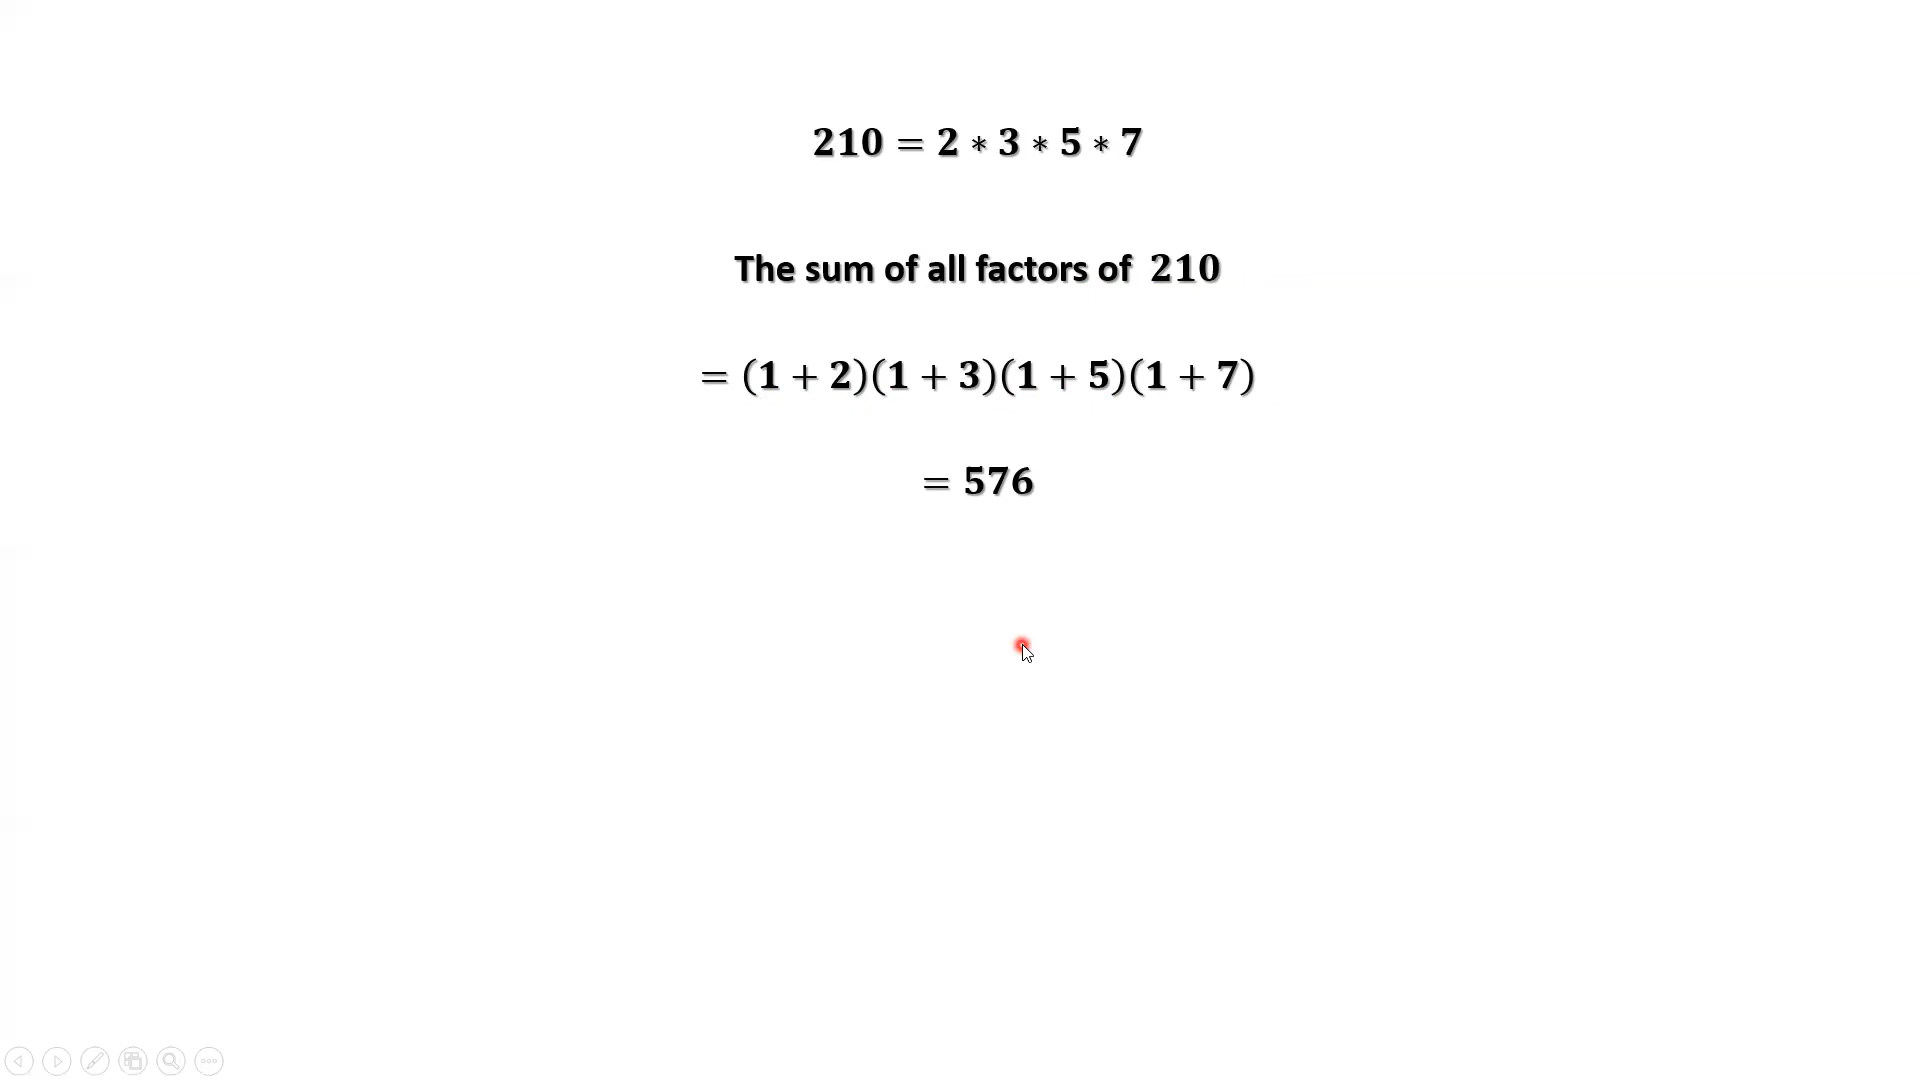 210 = 2 ∗ 3 ∗ 5 ∗ 7
The sum of all factors of 210
= (1 + 2)(1 + 3)(1 + 5)(1 + 7)
= 576